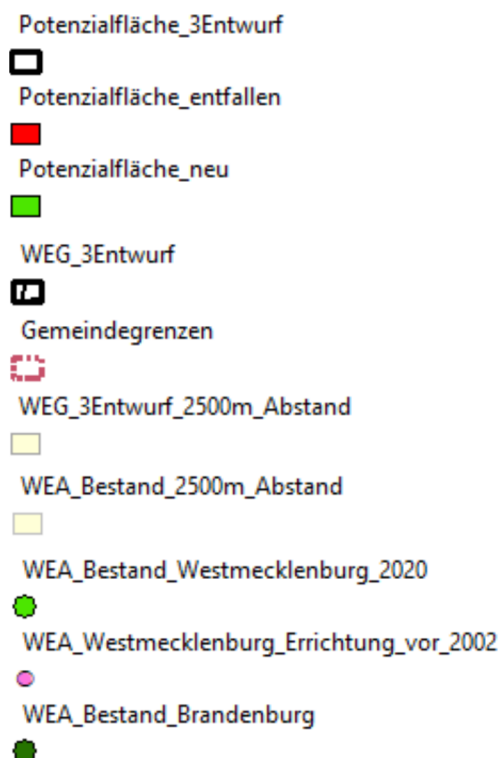 Potenzialfläche_3Entwurf
Potenzialfläche_entfallen
Potenzialfläche_neu
WEG_3Entwurf
Gemeindegrenzen
WEG_3Entwurf_2500m_Abstand
WEA_Bestand_2500m_Abstand
WEA_Bestand_Westmecklenburg_2020
WEA_Westmecklenburg_Errichtung_vor_2002
WEA_Bestand_Brandenburg